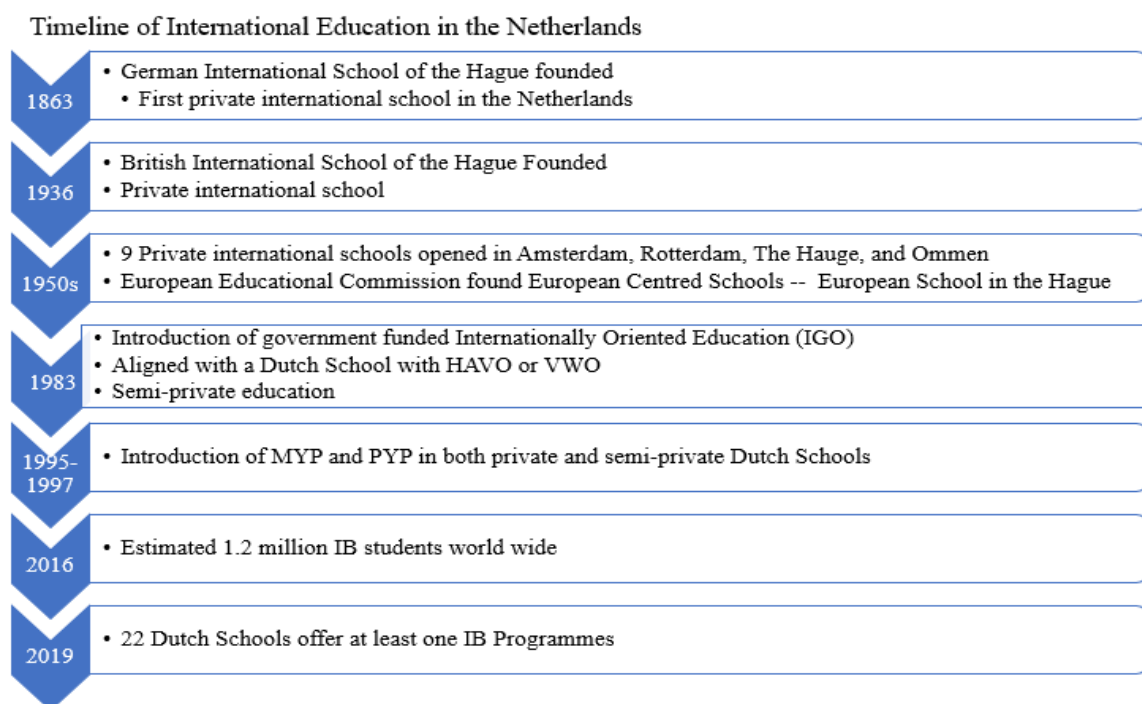 Timeline of International Education in the Netherlands
1863
• German International School of the Hague founded
• First private international school in the Netherlands
1936
• British International School of the Hague Founded
• Private international school
1950s
• 9 Private international schools opened in Amsterdam, Rotterdam, The Hauge, and Ommen
• European Educational Commission found European Centred Schools -- European School in the Hague
1983
• Introduction of government funded Internationally Oriented Education (IGO)
• Aligned with a Dutch School with HAVO or VWO
• Semi-private education
1995-
1997
• Introduction of MYP and PYP in both private and semi-private Dutch Schools
2016
• Estimated 1.2 million IB students world wide
2019
• 22 Dutch Schools offer at least one IB Programmes